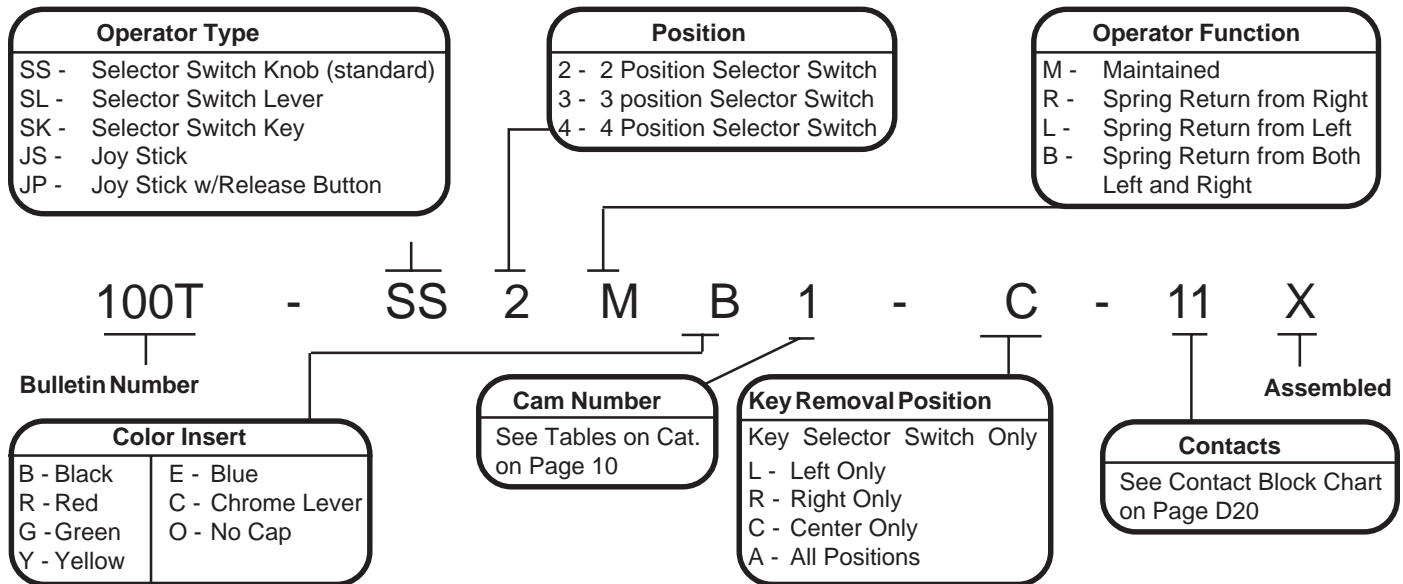 Operator Type
SS - Selector Switch Knob (standard)
SL - Selector Switch Lever
SK - Selector Switch Key
JS - Joy Stick
JP - Joy Stick w/Release Button
Position
2 - 2 Position Selector Switch
3 - 3 position Selector Switch
4 - 4 Position Selector Switch
Operator Function
M - Maintained
R - Spring Return from Right
L - Spring Return from Left
B - Spring Return from Both
Left and Right
100T - SS 2 M B 1 - C - 11 X
Bulletin Number
Assembled
Color Insert
B - Black
R - Red
G - Green
Y - Yellow
E - Blue
C - Chrome Lever
O - No Cap
Cam Number
See Tables on Cat.
on Page 10
Key Removal Position
Key Selector Switch Only
L - Left Only
R - Right Only
C - Center Only
A - All Positions
Contacts
See Contact Block Chart
on Page D20